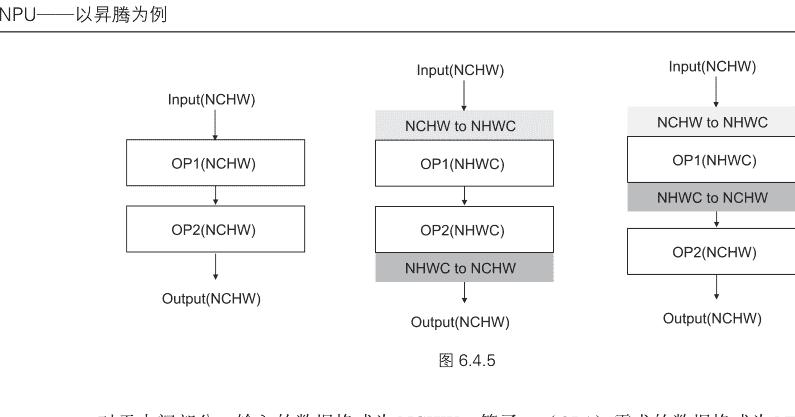 NPU——以昇腾为例
Input(NCHW)
OP1(NCHW)
OP2(NCHW)
Output(NCHW)
Input(NCHW)
NCHW to NHWC
OP1(NHWC)
OP2(NHWC)
NHWC to NCHW
Output(NCHW)
Input(NCHW)
NCHW to NHWC
OP1(NHWC)
NHWC to NCHW
OP2(NCHW)
Output(NCHW)
图 6.4.5